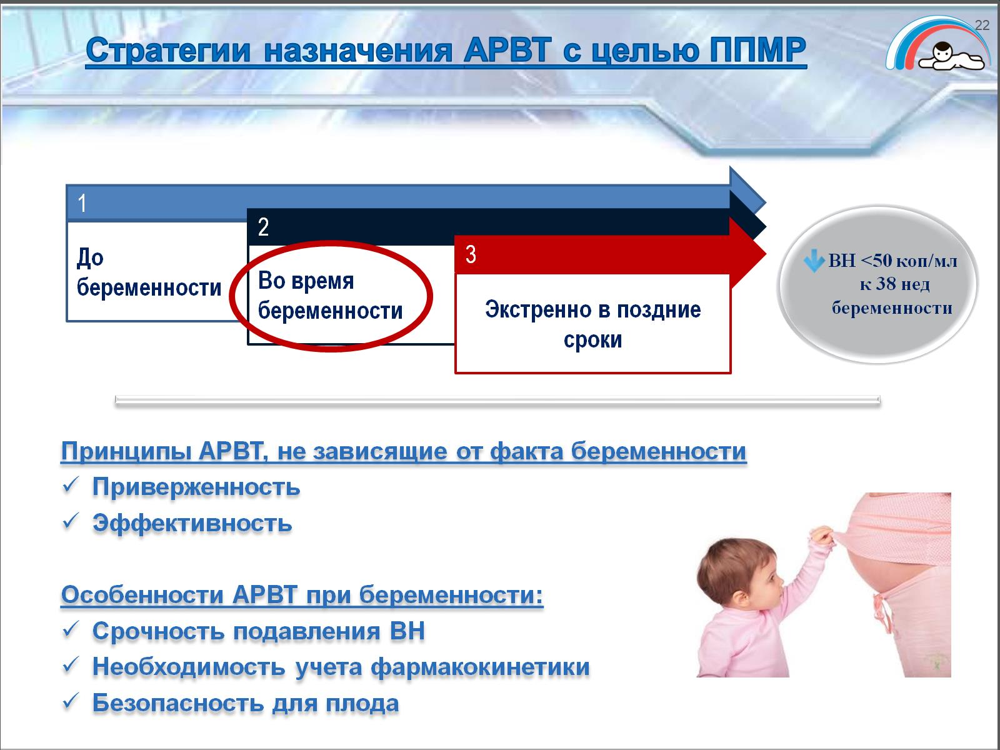 22
Стратегии назначения АРВТ с целью ППМР
1
До
беременности
2
Во время
беременности
3
Экстренно в поздние
сроки
ВН <50 коп/мл
к 38 нед
беременности
Принципы АРВТ, не зависящие от факта беременности
✓ Приверженность
✓ Эффективность
Особенности АРВТ при беременности:
✓ Срочность подавления ВН
✓ Необходимость учета фармакокинетики
✓ Безопасность для плода